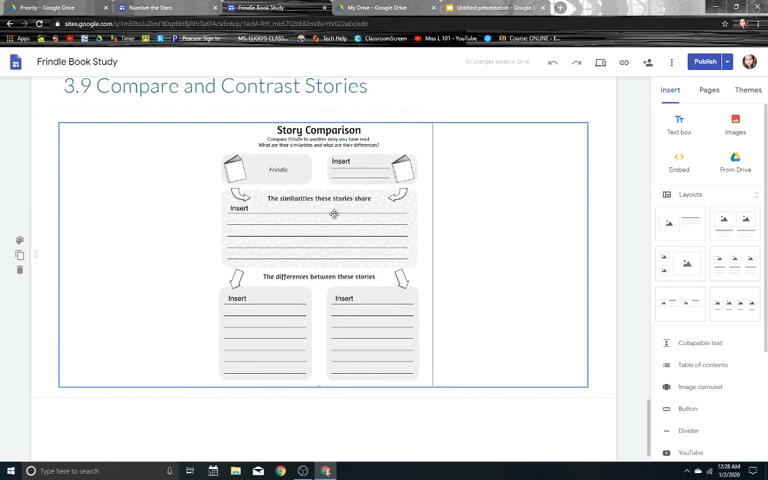 Priority - Google Drive
Number the Stars
Frindle Book Study
My Drive - Google Drive
Untitled presentation - Google S
sites.google.com
Apps
Timer
Pearson Sign In
MS. LUGO'S CLASS
Tech Help
ClassroomScreen
MUSIC - YouTube
Miss L 101 - YouTube
Course: ONLINE
Frindle Book Study
All changes saved in Drive
Publish
3.9 Compare and Contrast Stories
Insert
Pages
Themes
Text box
Images
Embed
From Drive
Layouts
Collapsible text
Table of contents
Image carousel
Button
Divider
YouTube
Story Comparison
Compare Frindle to another story you have read.
What are their similarities and what are their differences?
Frindle
Insert
The similarities these stories share
Insert
The differences between these stories
Insert
Insert
Type here to search
12:28 AM
1/2/2020